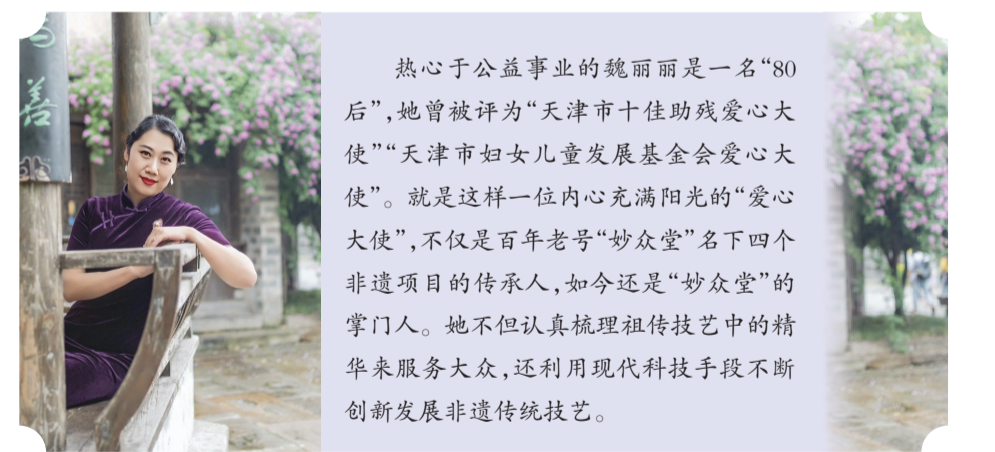 善
热心于公益事业的魏丽丽是一名“80
后”,她曾被评为“天津市十佳助残爱心大
使”“天津市妇女儿童发展基金会爱心大
使”。就是这样一位内心充满阳光的“爱心
大使”,不仅是百年老号“妙众堂”名下四个
非遗项目的传承人,如今还是“妙众堂”的
掌门人。她不但认真梳理祖传技艺中的精
华来服务大众,还利用现代科技手段不断
创新发展非遗传统技艺。